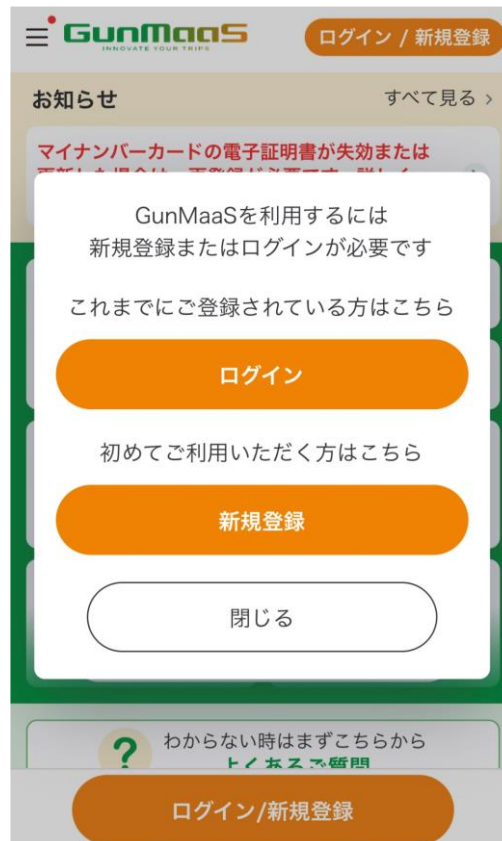 GunMaaS
INNOVATE YOUR TRIPS
ログイン / 新規登録
お知らせ
すべて見る
マイナンバーカードの電子証明書が失効または
GunMaaSを利用するには
新規登録またはログインが必要です
これまでにご登録されている方はこちら
ログイン
初めてご利用いただく方はこちら
新規登録
閉じる
?
わからない時はまずこちらから
よくあるご質問
ログイン/新規登録